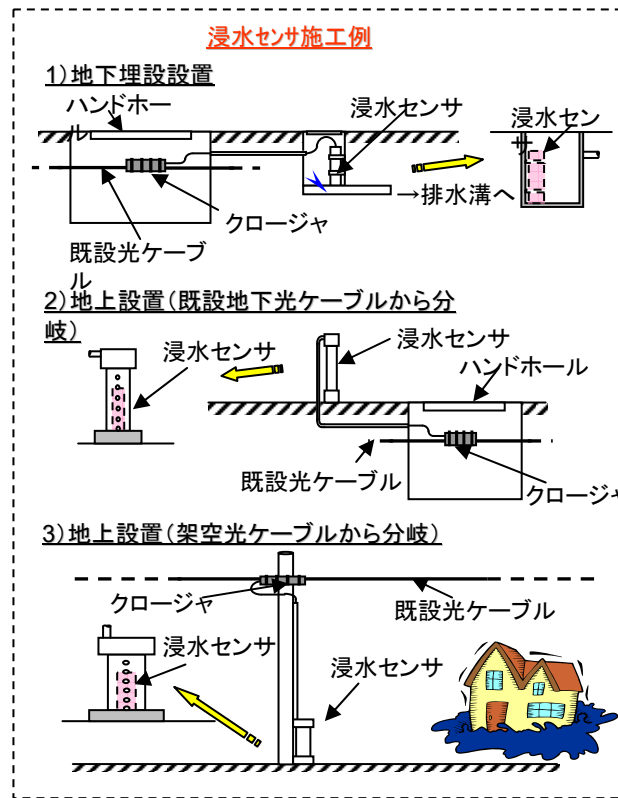 浸水センサ施工例
1)地下埋設設置
ハンドホー
ル
浸水センサ
浸水セン
サ
→排水溝へ
クロージャ
既設光ケーブ
ル
2)地上設置(既設地下光ケーブルから分
岐)
浸水センサ
浸水センサ
ハンドホール
既設光ケーブル
クロージャ
3)地上設置(架空光ケーブルから分岐)
クロージャ
既設光ケーブル
浸水センサ
浸水センサ